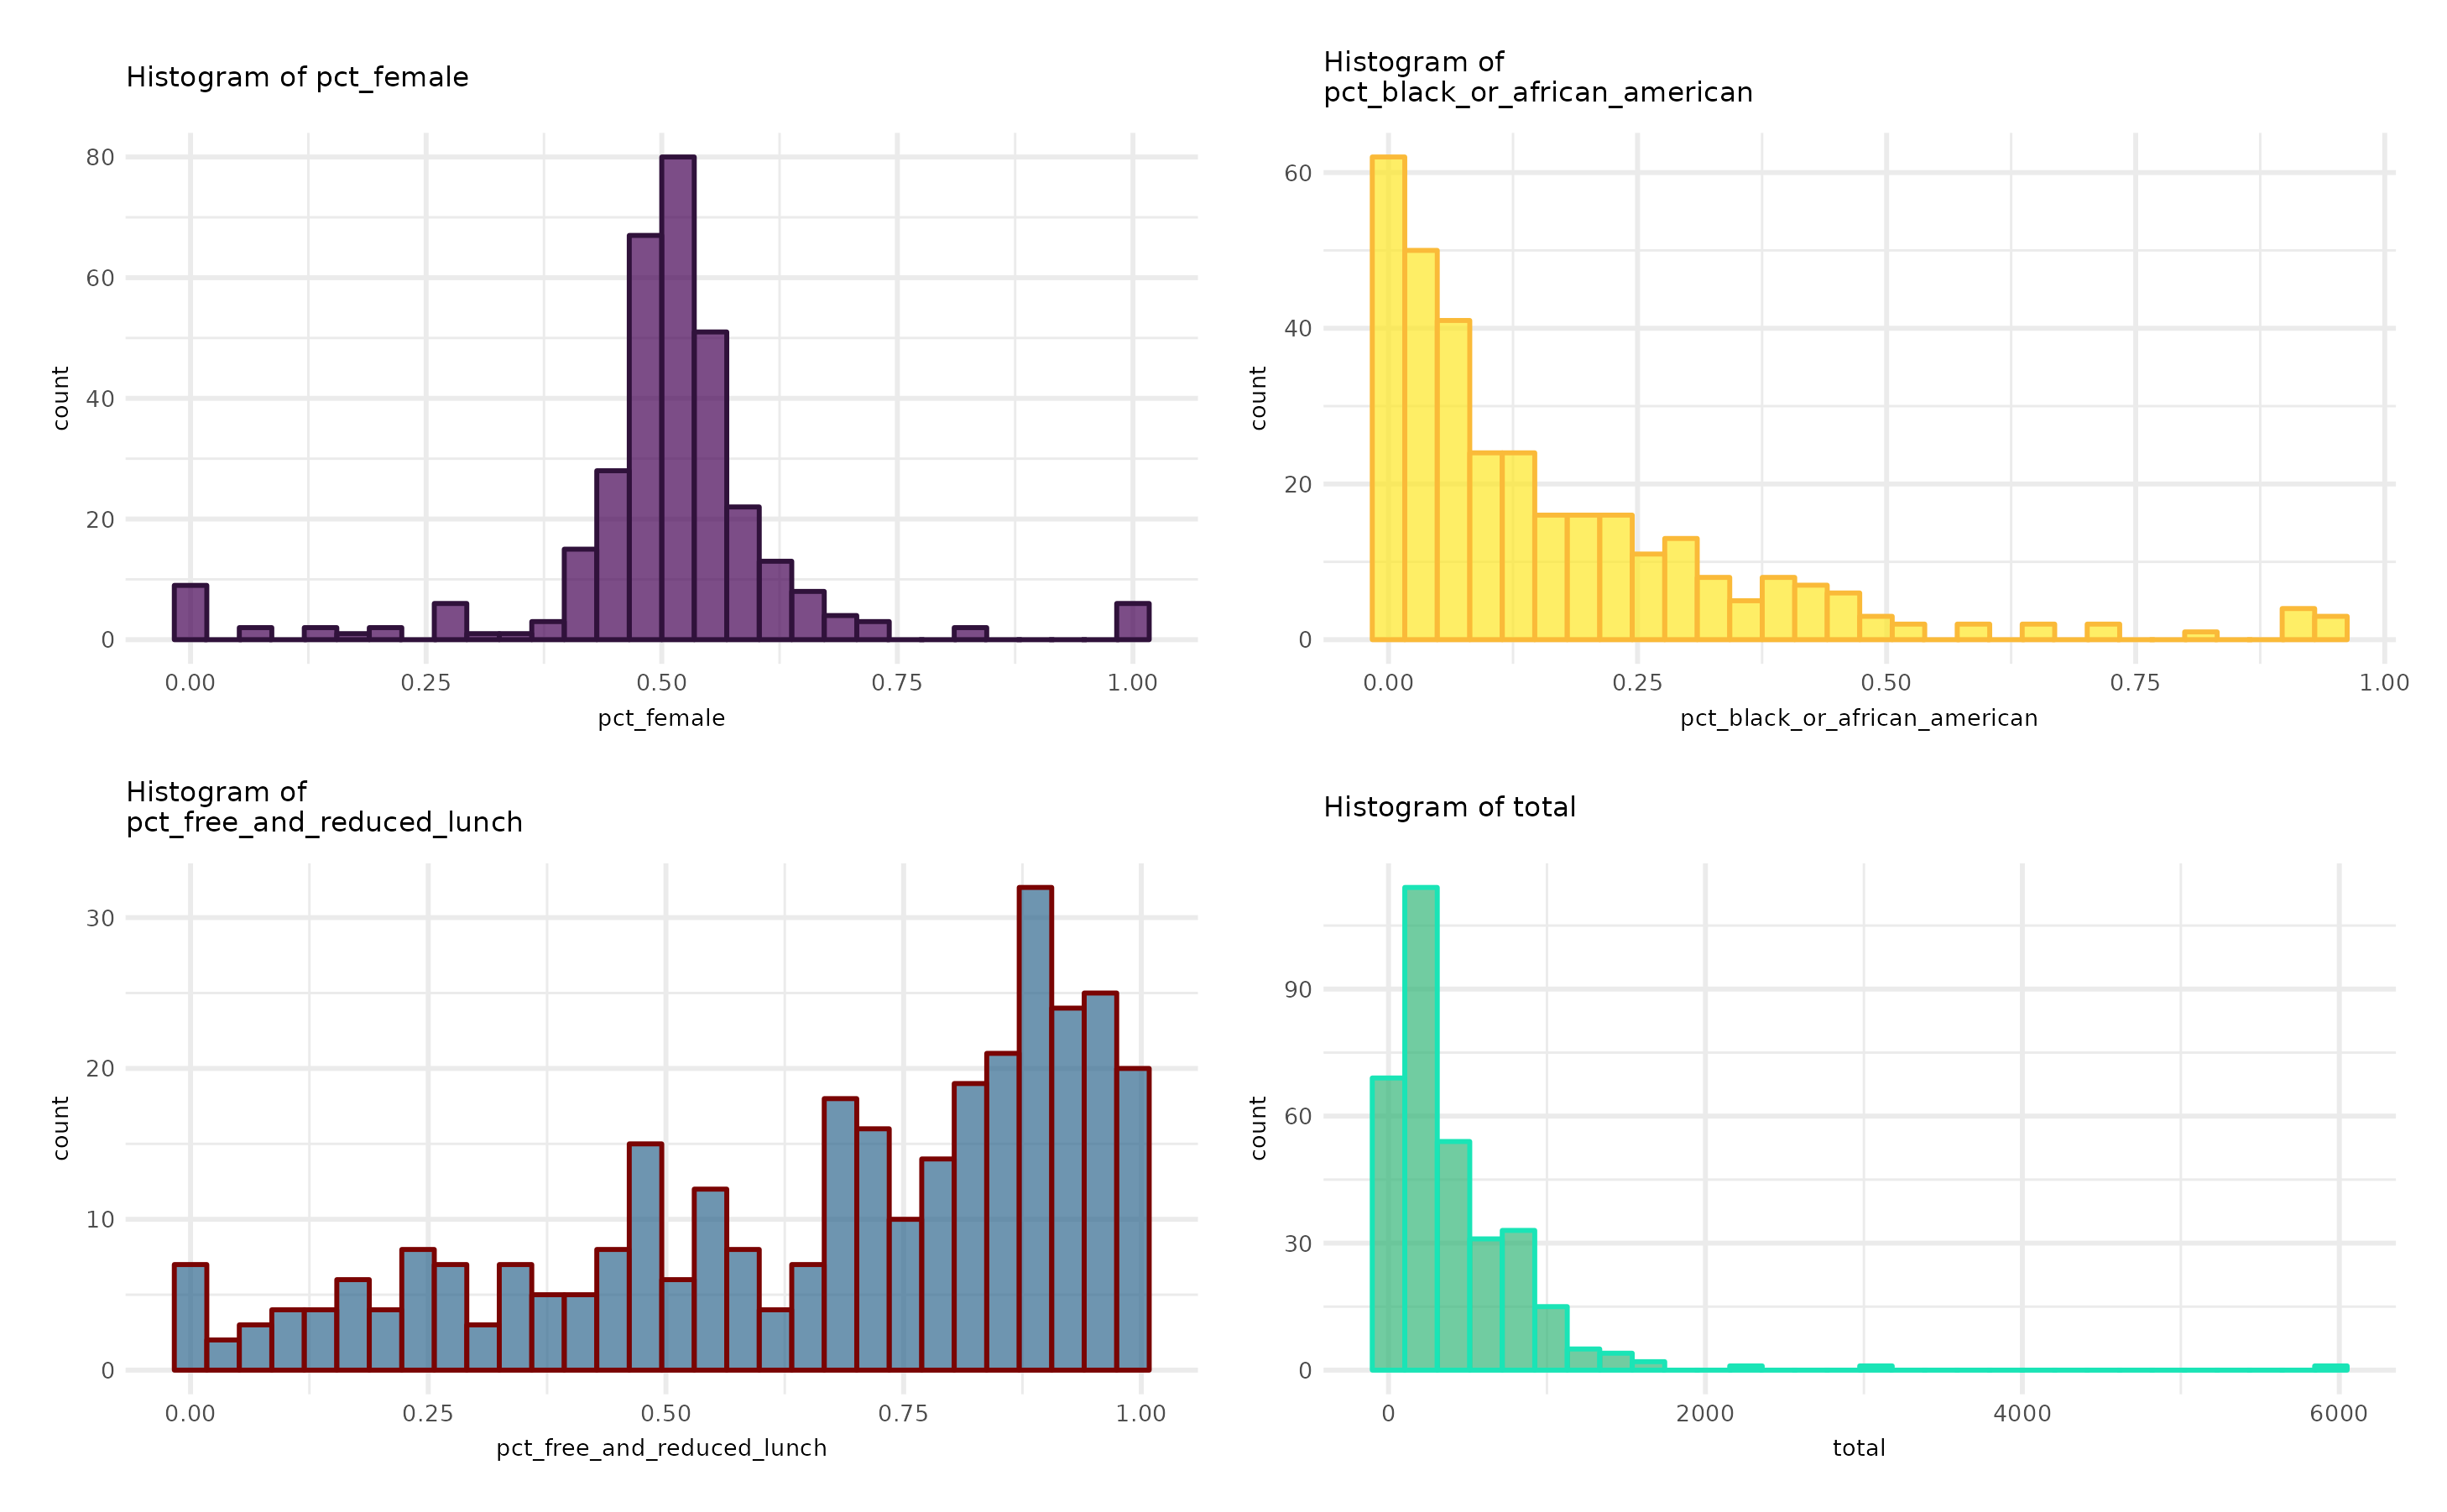 Histogram of pct_female
80
60
40
20
0
count
0.00 0.25 0.50 0.75 1.00
pct_female
Histogram of
pct_black_or_african_american
60
40
20
0
count
0.00 0.25 0.50 0.75 1.00
pct_black_or_african_american
Histogram of
pct_free_and_reduced_lunch
30
20
10
0
count
0.00 0.25 0.50 0.75 1.00
pct_free_and_reduced_lunch
Histogram of total
90
60
30
0
count
0 2000 4000 6000
total